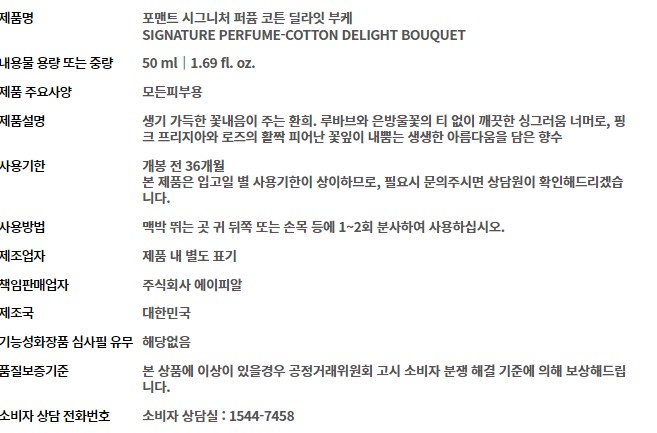 제품명 포맨트 시그니처 퍼퓸 코튼 딜라잇 부케
SIGNATURE PERFUME-COTTON DELIGHT BOUQUET
내용물 용량 또는 중량 50 ml | 1.69 fl. oz.
제품 주요사양 모든피부용
제품설명 생기 가득한 꽃내음이 주는 환희. 루바브와 은방울꽃의 티 없이 깨끗한 싱그러움 너머로, 핑
크 프리지아와 로즈의 활짝 피어난 꽃잎이 내뿜는 생생한 아름다움을 담은 향수
사용기한 개봉 전 36개월
본 제품은 입고일 별 사용기한이 상이하므로, 필요시 문의주시면 상담원이 확인해드리겠습
니다.
사용방법 맥박 뛰는 곳 귀 뒤쪽 또는 손목 등에 1~2회 분사하여 사용하십시오.
제조업자 제품 내 별도 표기
책임판매업자 주식회사 에이피알
제조국 대한민국
기능성화장품 심사필 유무 해당없음
품질보증기준 본 상품에 이상이 있을경우 공정거래위원회 고시 소비자 분쟁 해결 기준에 의해 보상해드립
니다.
소비자 상담 전화번호 소비자 상담실 : 1544-7458